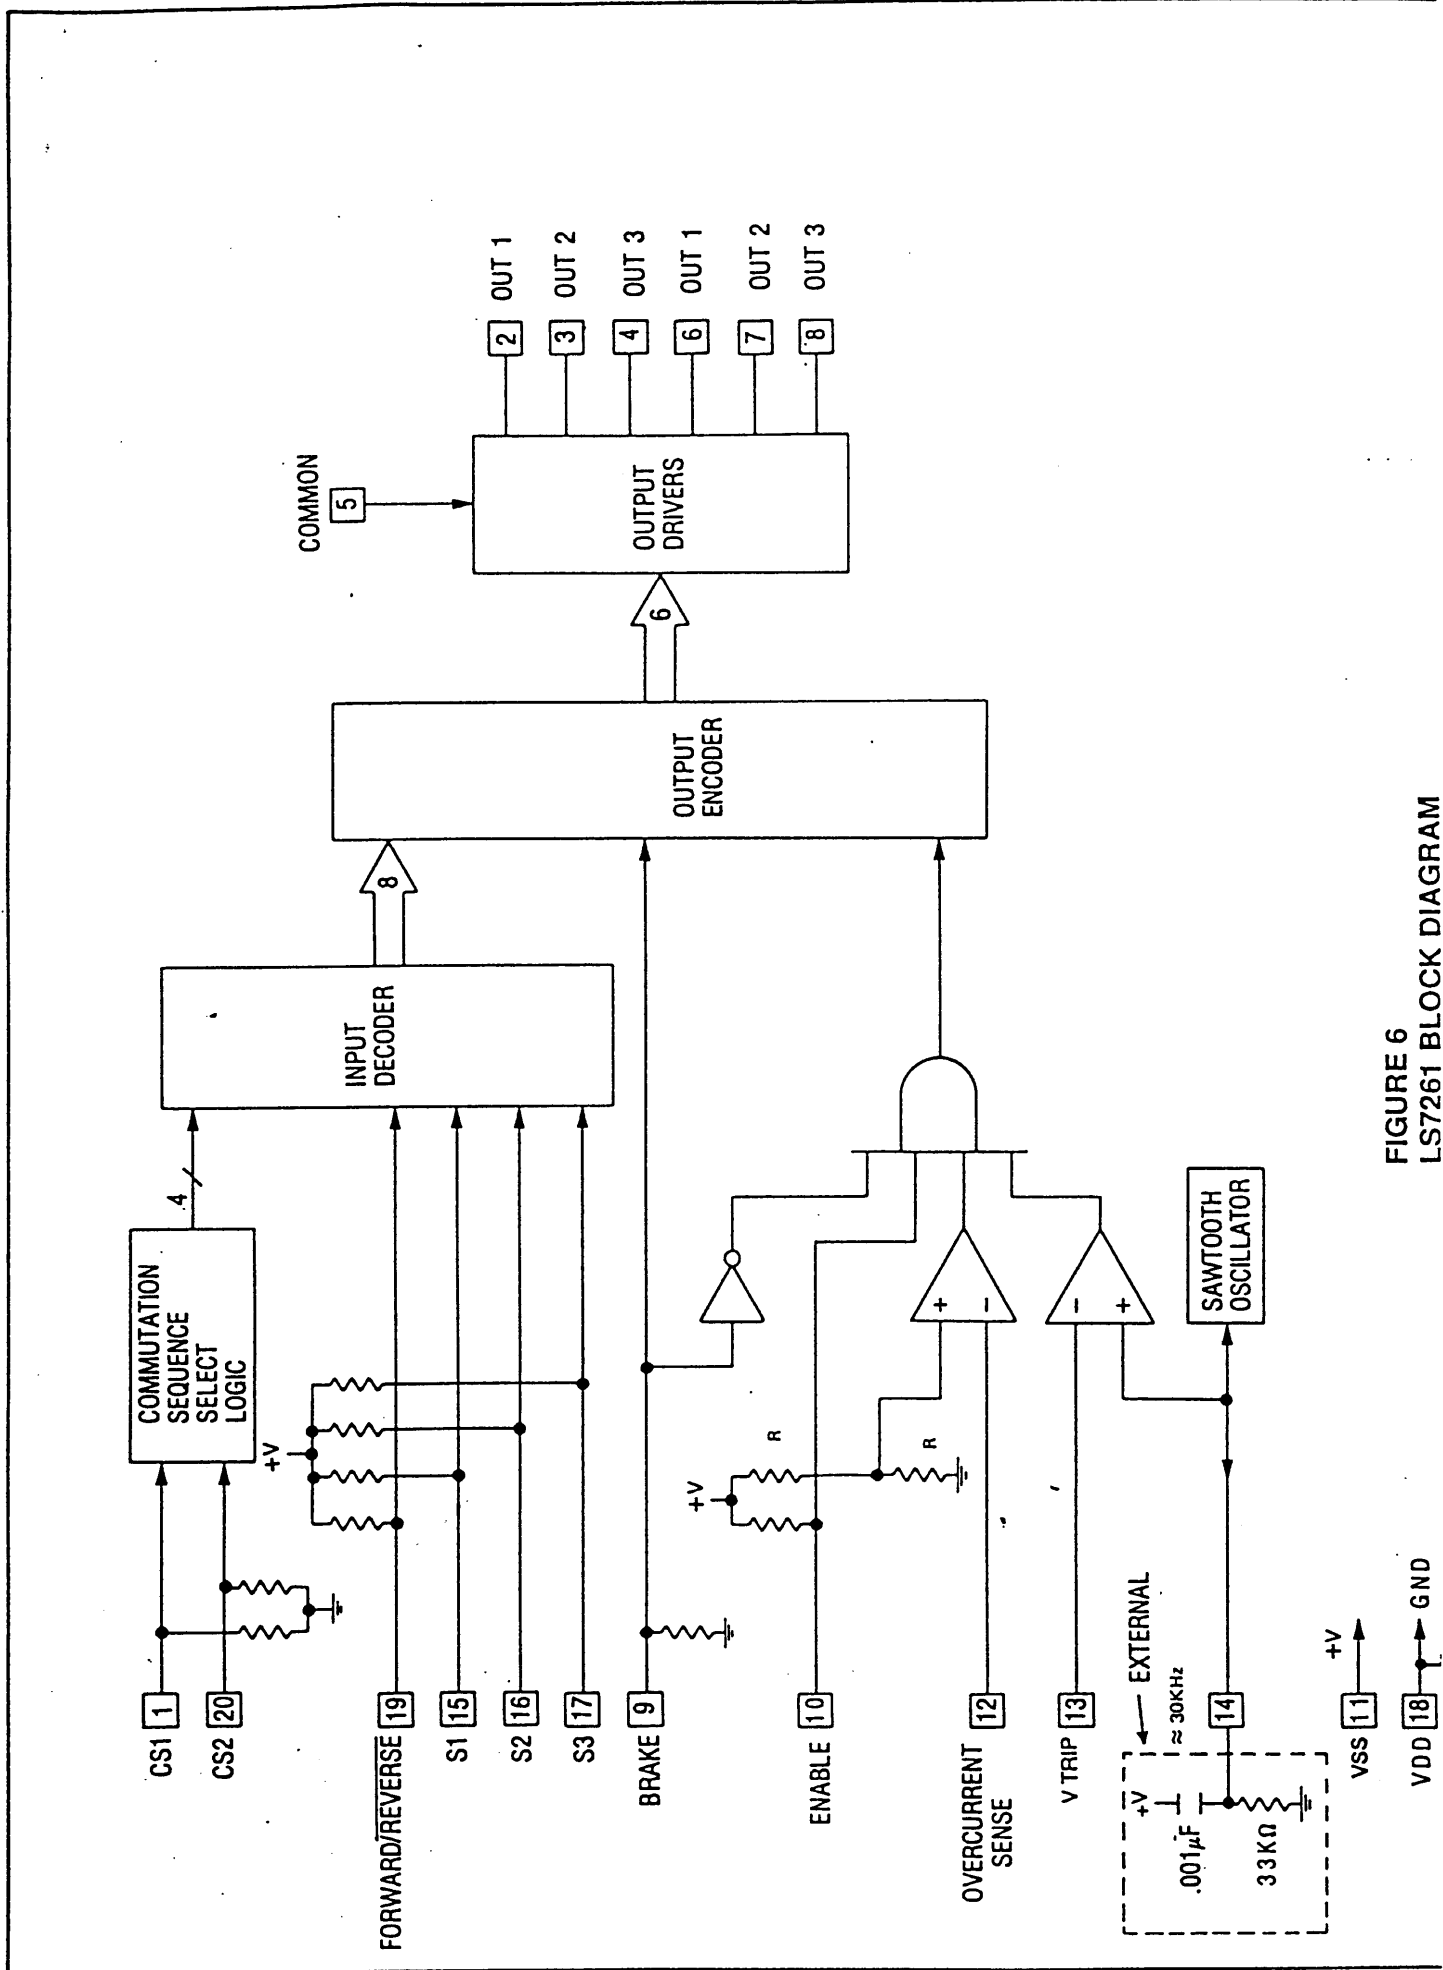 CS1 1
CS2 20
COMMUTATION
SEQUENCE
SELECT
LOGIC
4
+V
FORWARD/REVERSE 19
S1 15
S2 16
S3 17
INPUT
DECODER
8
BRAKE 9
OUTPUT
ENCODER
6
COMMON
5
OUTPUT
DRIVERS
2 OUT 1
3 OUT 2
4 OUT 3
6 OUT 1
7 OUT 2
8 OUT 3
+V
R
R
ENABLE 10
+
−
OVERCURRENT
SENSE
12
V TRIP 13
−
+
SAWTOOTH
OSCILLATOR
EXTERNAL
≈ 30KHz
+V
.001µF
33KΩ
14
VSS 11 +V
VDD 18 GND
FIGURE 6
LS7261 BLOCK DIAGRAM